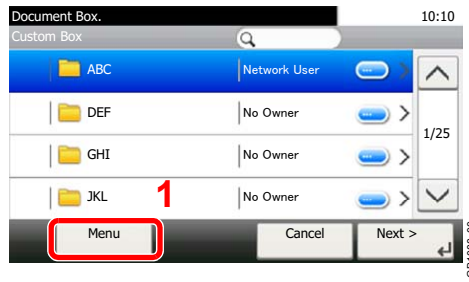 Document Box. 10:10
Custom Box
ABC Network User
DEF No Owner
1/25
GHI No Owner
JKL 1 No Owner
Menu Cancel Next >